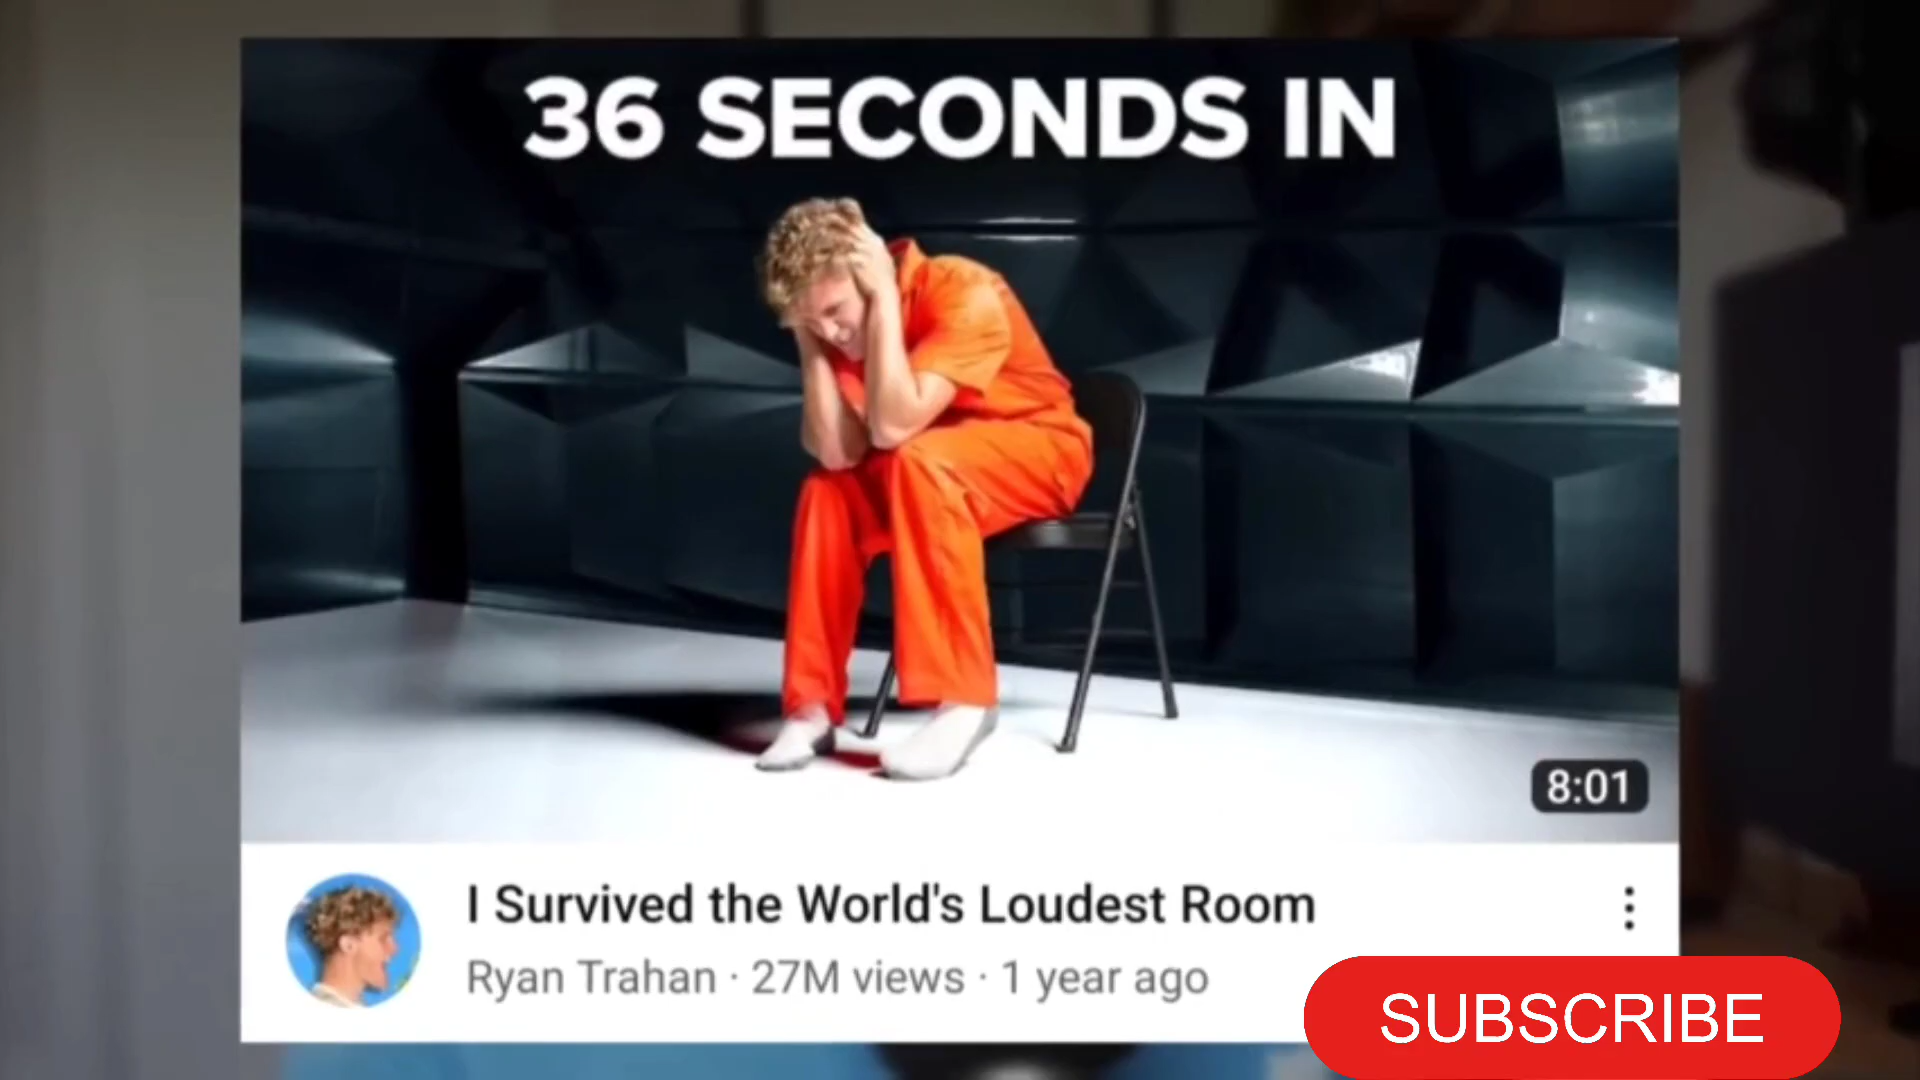 36 SECONDS IN
8:01
I Survived the World's Loudest Room
Ryan Trahan · 27M views · 1 year ago
SUBSCRIBE